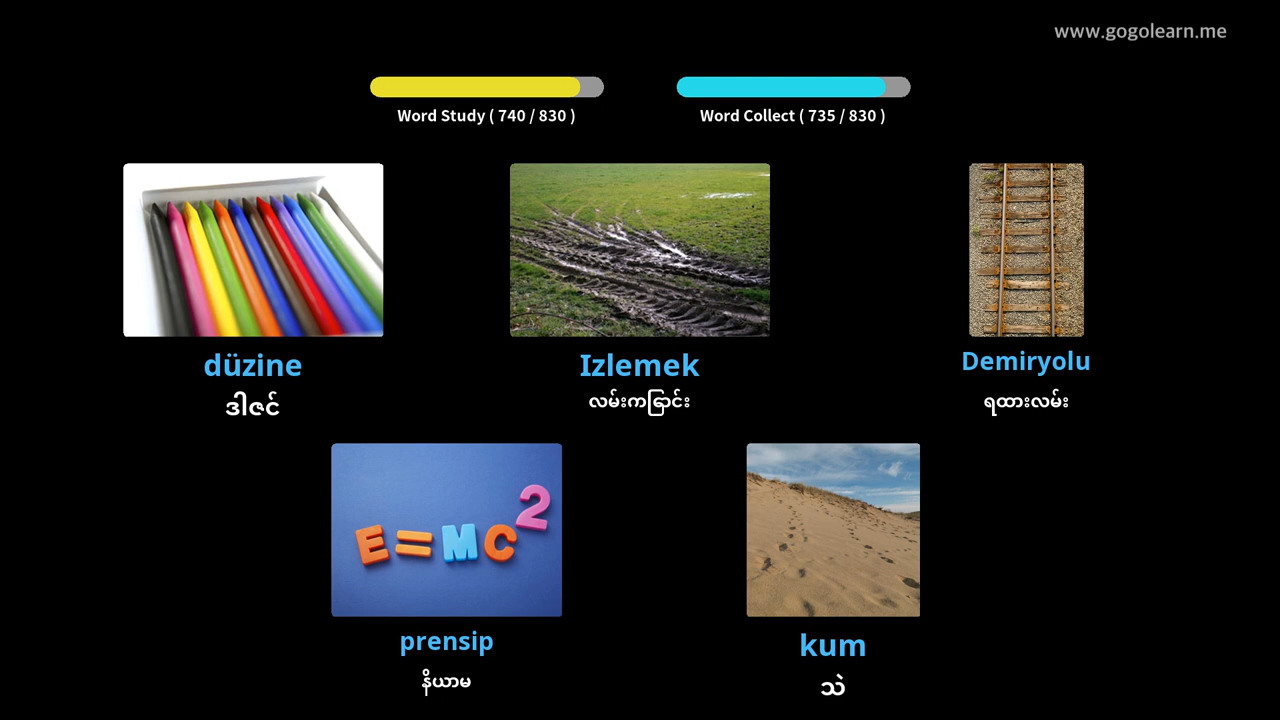 www.gogolearn.me
Word Study ( 740 / 830 )
Word Collect ( 735 / 830 )
düzine
ဒါဇင်
Izlemek
လမ်းကြောင်း
Demiryolu
ရထားလမ်း
E=MC2
prensip
နိယာမ
kum
သဲ